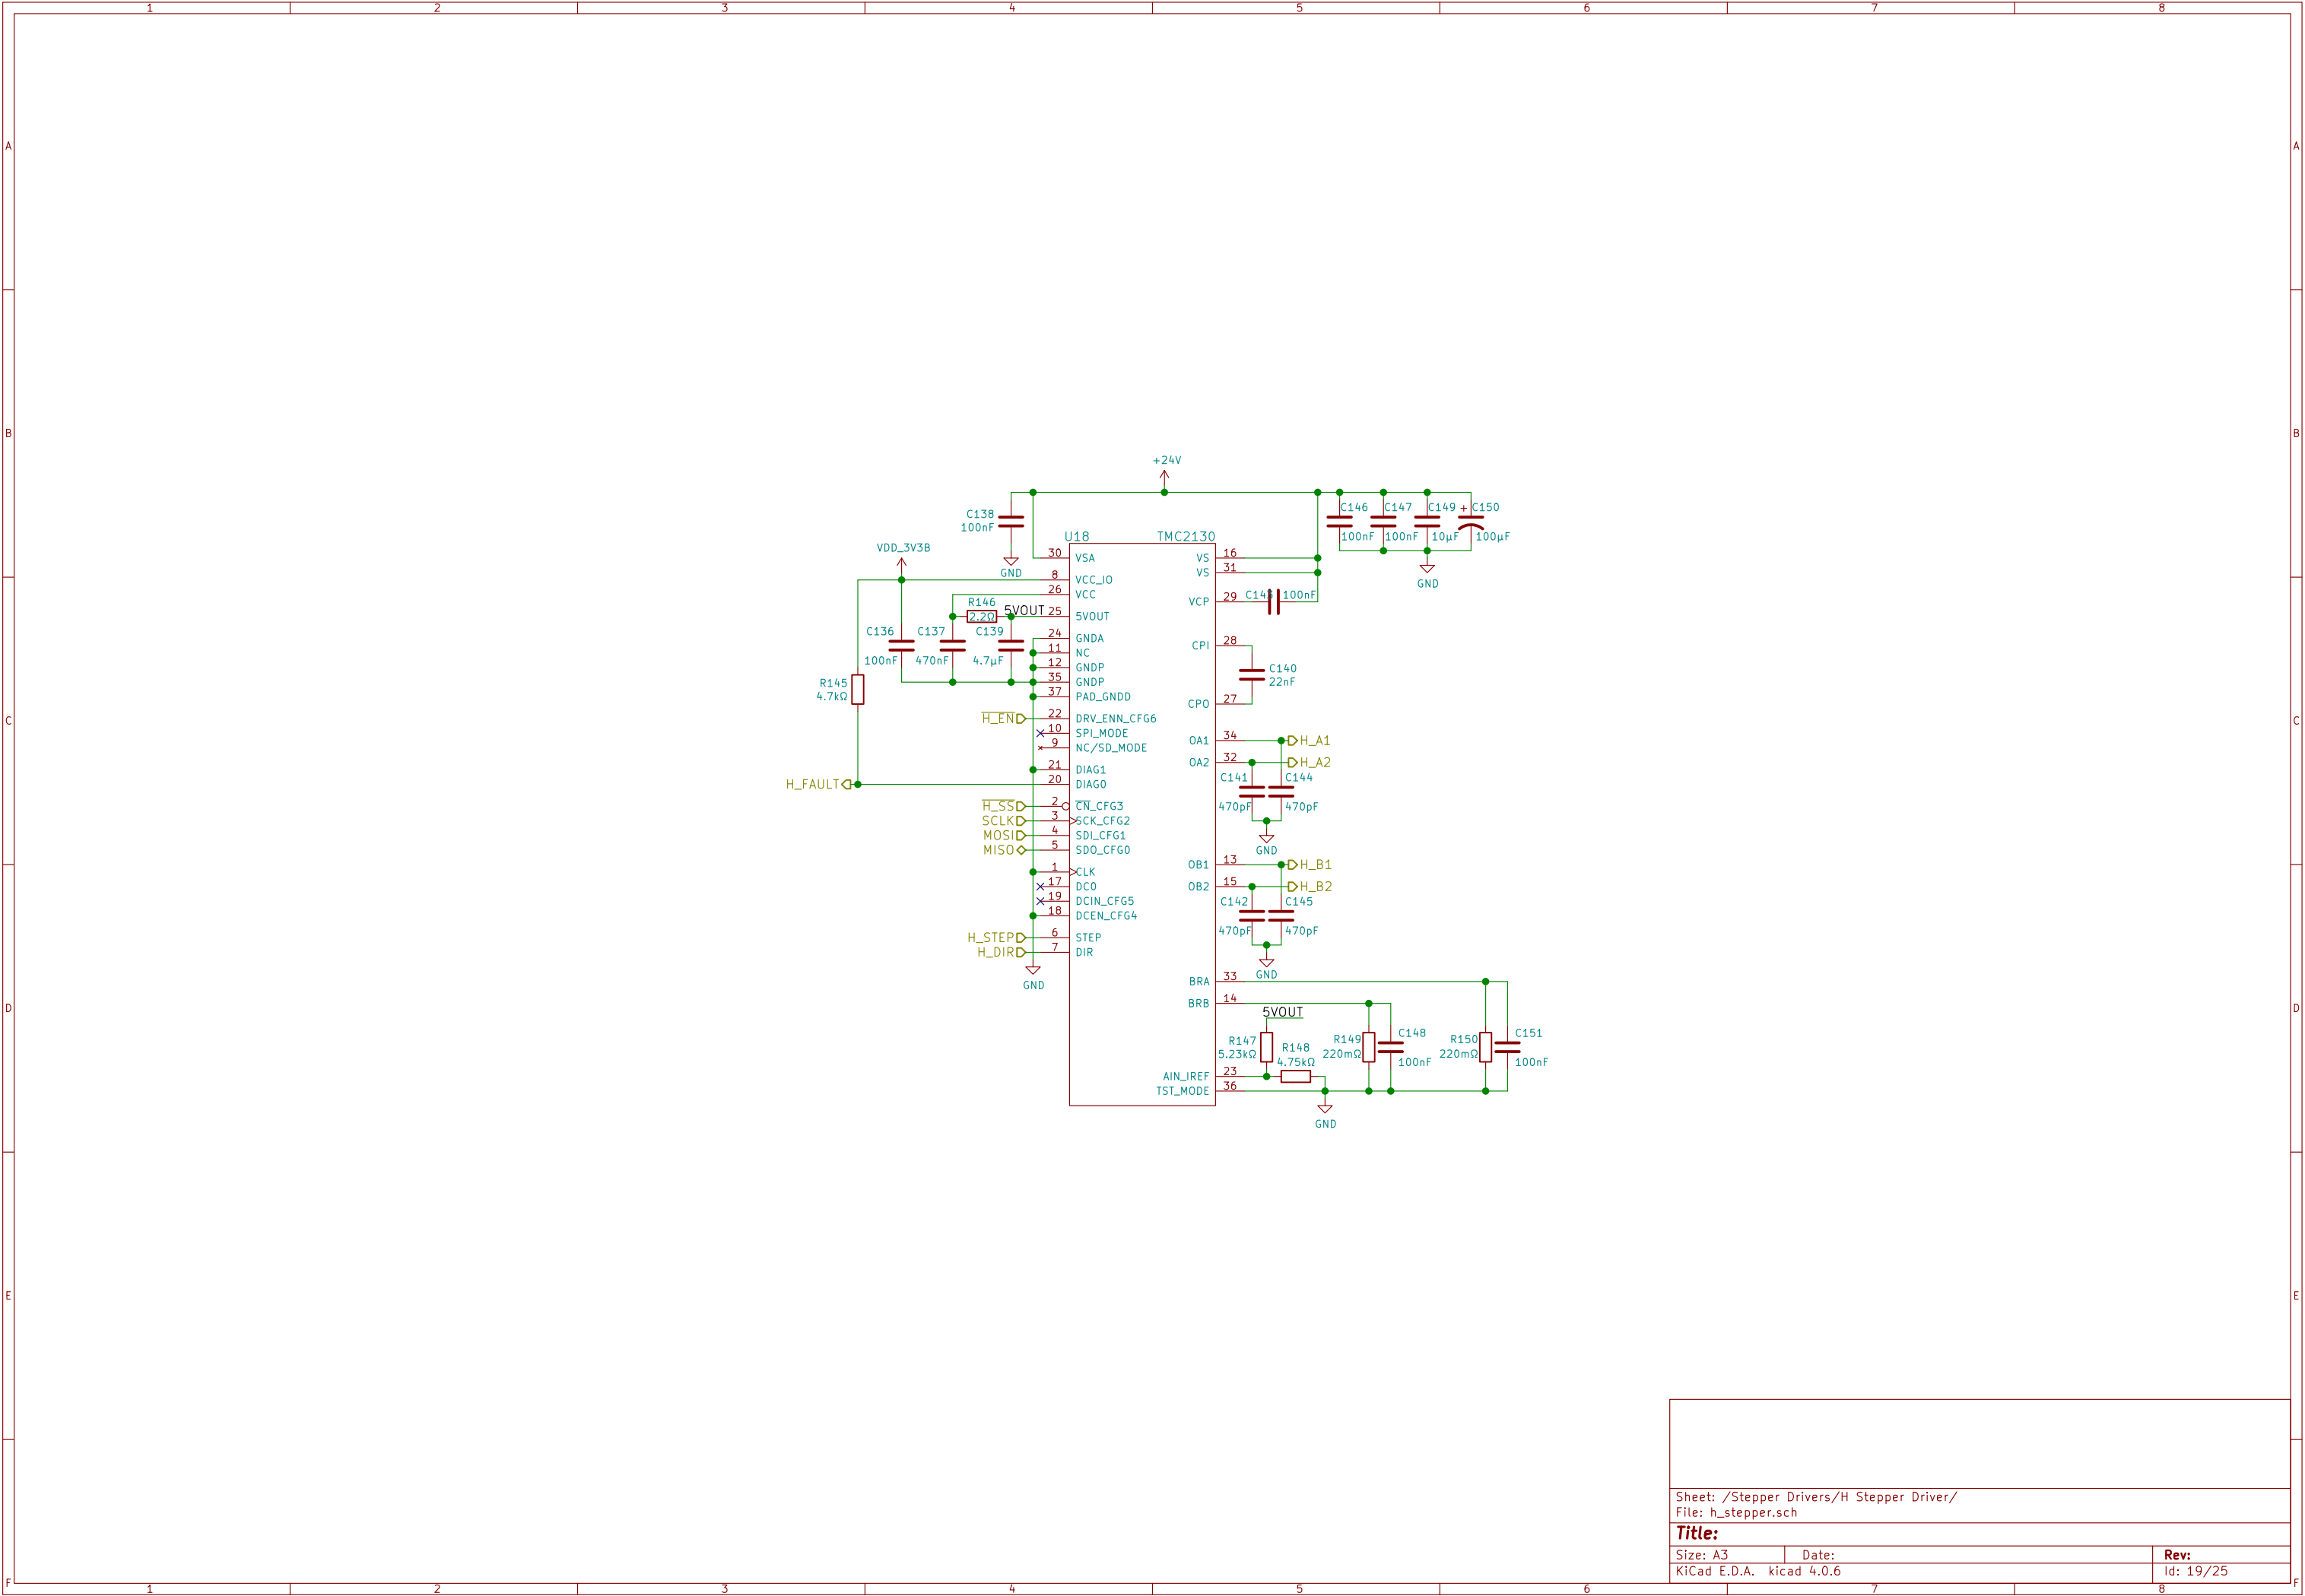 1 2 3 4 5 6 7 8
A A
B B
C C
D D
E E
F F
+24V
C138
100nF
GND
VDD_3V3B
C146
100nF
C147
100nF
C149
10µF
+ C150
100µF
GND
U18 TMC2130
30 VSA
8 VCC_IO
26 VCC
25 5VOUT
24 GNDA
11 NC
12 GNDP
35 GNDP
37 PAD_GNDD
22 DRV_ENN_CFG6
10 SPI_MODE
9 NC/SD_MODE
21 DIAG1
20 DIAG0
2 CN_CFG3
3 SCK_CFG2
4 SDI_CFG1
5 SDO_CFG0
1 CLK
17 DCO
19 DCIN_CFG5
18 DCEN_CFG4
6 STEP
7 DIR
VS 16
VS 31
VCP 29
CPI 28
CPO 27
OA1 34
OA2 32
OB1 13
OB2 15
BRA 33
BRB 14
AIN_IREF 23
TST_MODE 36
R146
2.2Ω
5VOUT
C136
100nF
C137
470nF
C139
4.7µF
R145
4.7kΩ
H_EN
H_FAULT
H_SS
SCLK
MOSI
MISO
H_STEP
H_DIR
GND
100nF
C140
22nF
H_A1
H_A2
C141
470pF
C144
470pF
GND
H_B1
H_B2
C142
470pF
C145
470pF
GND
5VOUT
R147
5.23kΩ
R148
4.75kΩ
R149
220mΩ
C148
100nF
R150
220mΩ
C151
100nF
GND
Sheet: /Stepper Drivers/H Stepper Driver/
File: h_stepper.sch
Title:
Size: A3 Date: Rev:
KiCad E.D.A. kicad 4.0.6 Id: 19/25
1 2 3 4 5 6 7 8